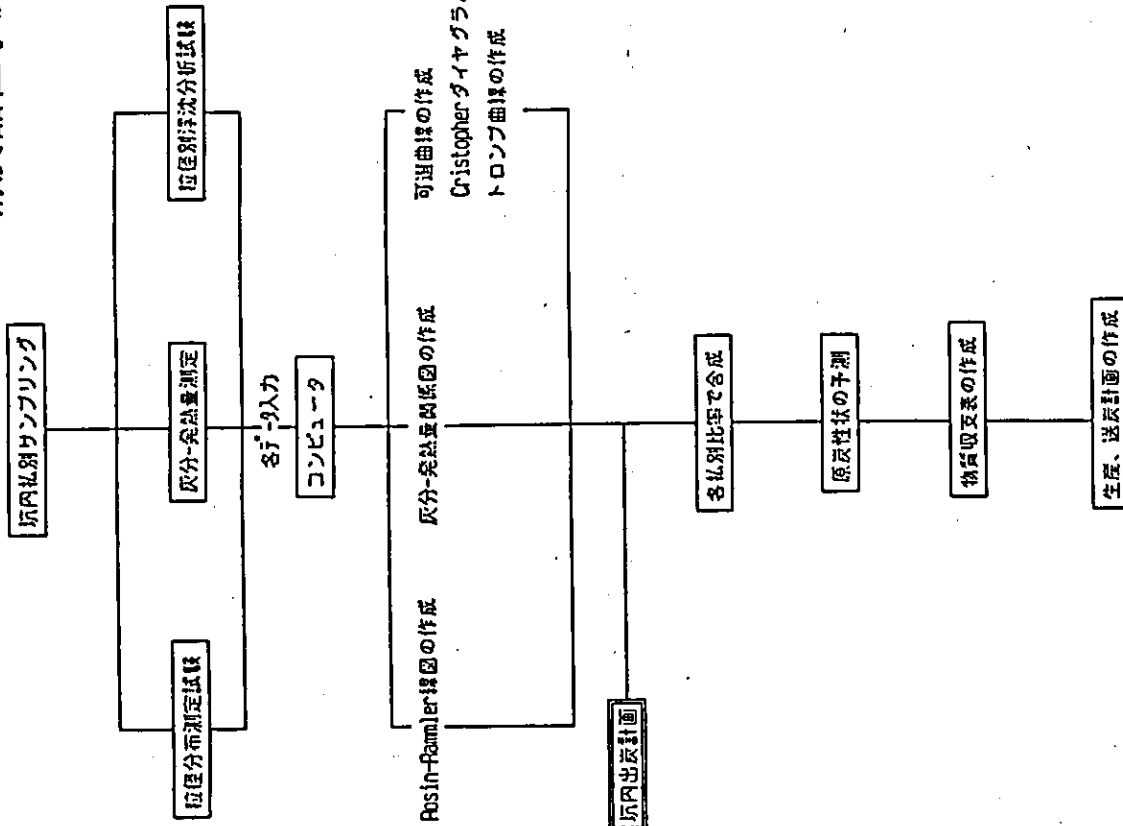 坑内払別サンプリング
粒径分布測定試験
灰分-発熱量測定
粒径別浮沈分析試験
各データ入力
コンピュータ
Rosin-Rammler線図の作成
灰分-発熱量関係図の作成
可選曲線の作成
Cristopherダイヤグラ
トロンプ曲線の作成
坑内出炭計画
各払別比率で合成
原炭性状の予測
物質収支表の作成
生産、送炭計画の作成